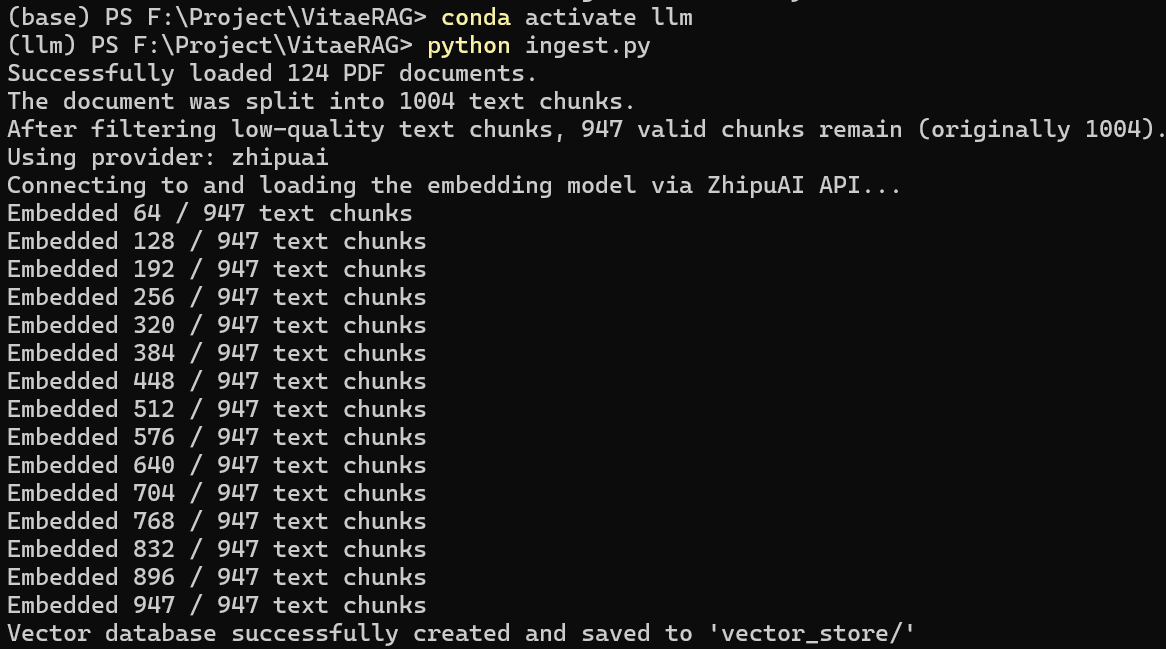 (base) PS F:\Project\VitaeRAG> conda activate llm
(llm) PS F:\Project\VitaeRAG> python ingest.py
Successfully loaded 124 PDF documents.
The document was split into 1004 text chunks.
After filtering low-quality text chunks, 947 valid chunks remain (originally 1004).
Using provider: zhipuai
Connecting to and loading the embedding model via ZhipuAI API...
Embedded 64 / 947 text chunks
Embedded 128 / 947 text chunks
Embedded 192 / 947 text chunks
Embedded 256 / 947 text chunks
Embedded 320 / 947 text chunks
Embedded 384 / 947 text chunks
Embedded 448 / 947 text chunks
Embedded 512 / 947 text chunks
Embedded 576 / 947 text chunks
Embedded 640 / 947 text chunks
Embedded 704 / 947 text chunks
Embedded 768 / 947 text chunks
Embedded 832 / 947 text chunks
Embedded 896 / 947 text chunks
Embedded 947 / 947 text chunks
Vector database successfully created and saved to 'vector_store/'